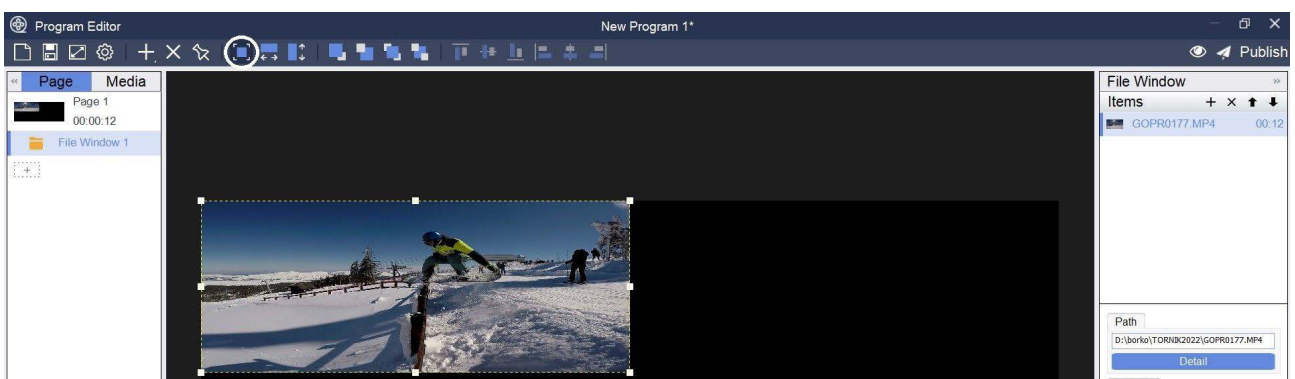 Program Editor
New Program 1*
Publish
Page Media
Page 1
00:00:12
File Window 1
File Window
Items
GOPR0177.MP4 00:12
Path
D:\borko\TORNIK2022\GOPR0177.MP4
Detail